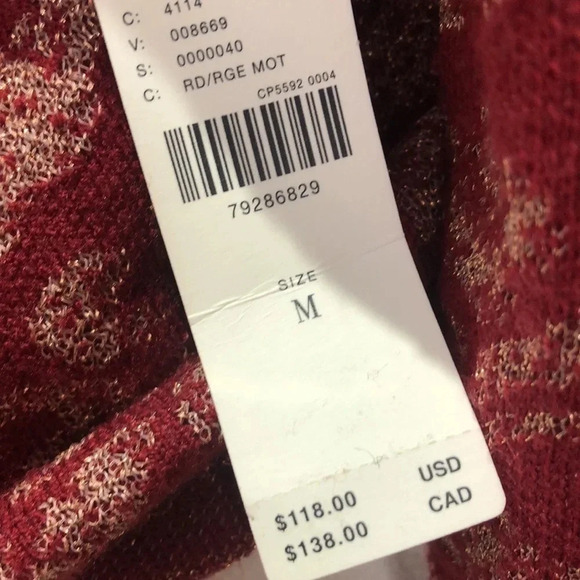 C: 4114
V: 008669
S: 0000040
C: RD/RGE MOT
CP5592 0004
79286829
SIZE
M
$118.00 USD
$138.00 CAD